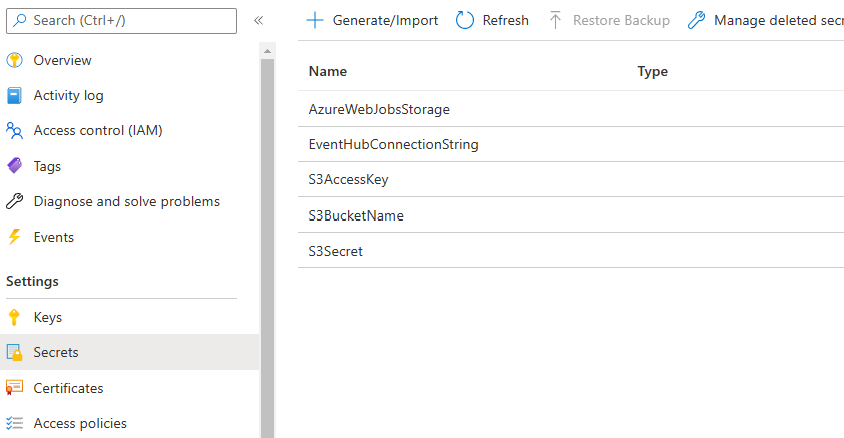 Search (Ctrl+/)
«
Overview
Activity log
Access control (IAM)
Tags
Diagnose and solve problems
Events
Settings
Keys
Secrets
Certificates
Access policies
Generate/Import Refresh Restore Backup Manage deleted secr
Name Type
AzureWebJobsStorage
EventHubConnectionString
S3AccessKey
S3BucketName
S3Secret